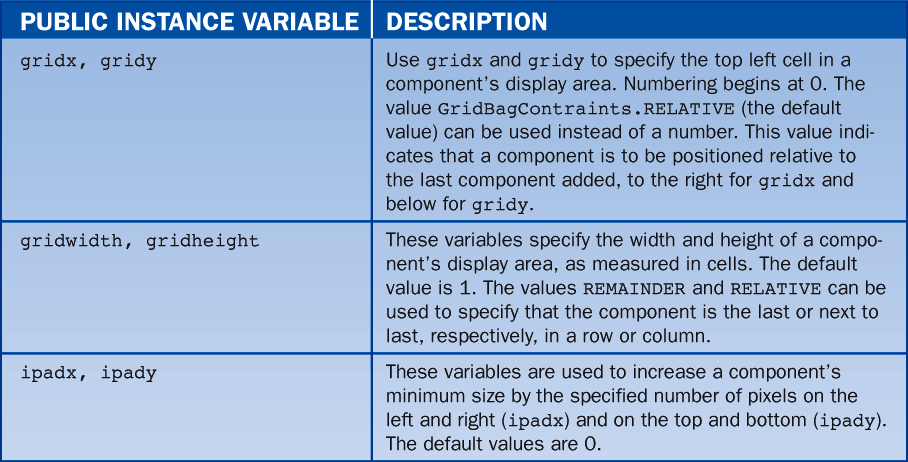 PUBLIC INSTANCE VARIABLE DESCRIPTION
gridx, gridy
Use gridx and gridy to specify the top left cell in a
component's display area. Numbering begins at 0. The
value GridBagContraints.RELATIVE (the default
value) can be used instead of a number. This value indi-
cates that a component is to be positioned relative to
the last component added, to the right for gridx and
below for gridy.
gridwidth, gridheight
These variables specify the width and height of a compo-
nent's display area, as measured in cells. The default
value is 1. The values REMAINDER and RELATIVE can be
used to specify that the component is the last or next to
last, respectively, in a row or column.
ipadx, ipady
These variables are used to increase a component's
minimum size by the specified number of pixels on the
left and right (ipadx) and on the top and bottom (ipady).
The default values are 0.